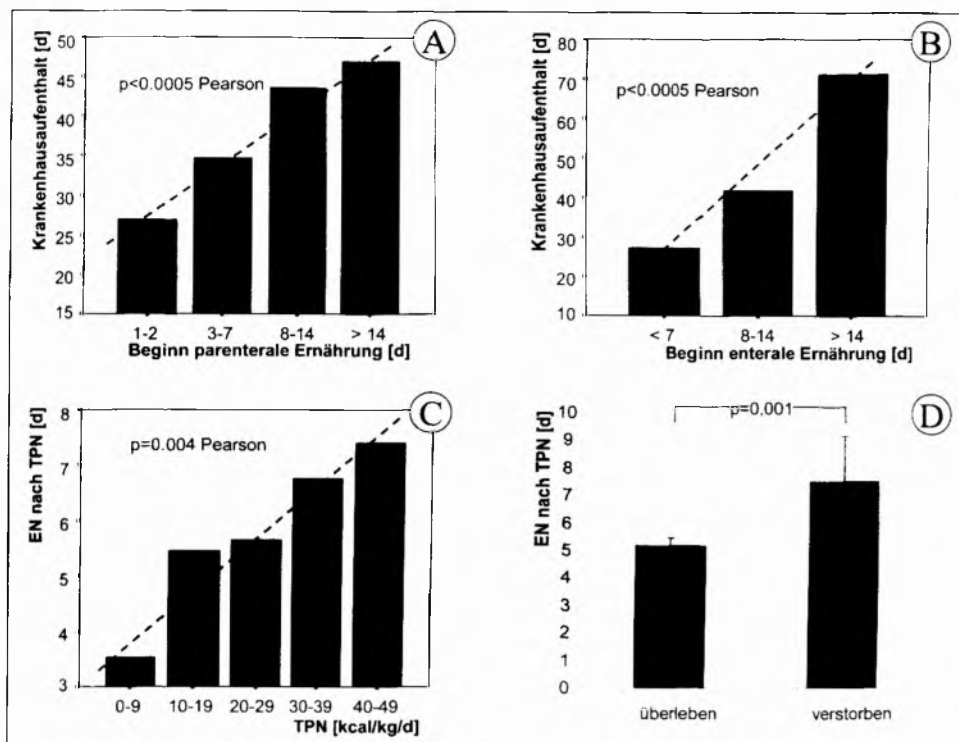 A
Krankenhausaufenthalt [d]
50
45
40
35
30
25
20
15
p<0.0005 Pearson
1-2 3-7 8-14 > 14
Beginn parenterale Ernährung [d]
B
Krankenhausaufenthalt [d]
80
70
60
50
40
30
20
10
p<0.0005 Pearson
< 7 8-14 > 14
Beginn enterale Ernährung [d]
C
EN nach TPN [d]
8
7
6
5
4
3
p=0.004 Pearson
0-9 10-19 20-29 30-39 40-49
TPN [kcal/kg/d]
D
EN nach TPN [d]
10
9
8
7
6
5
4
3
2
1
0
p=0,001
überleben verstorben